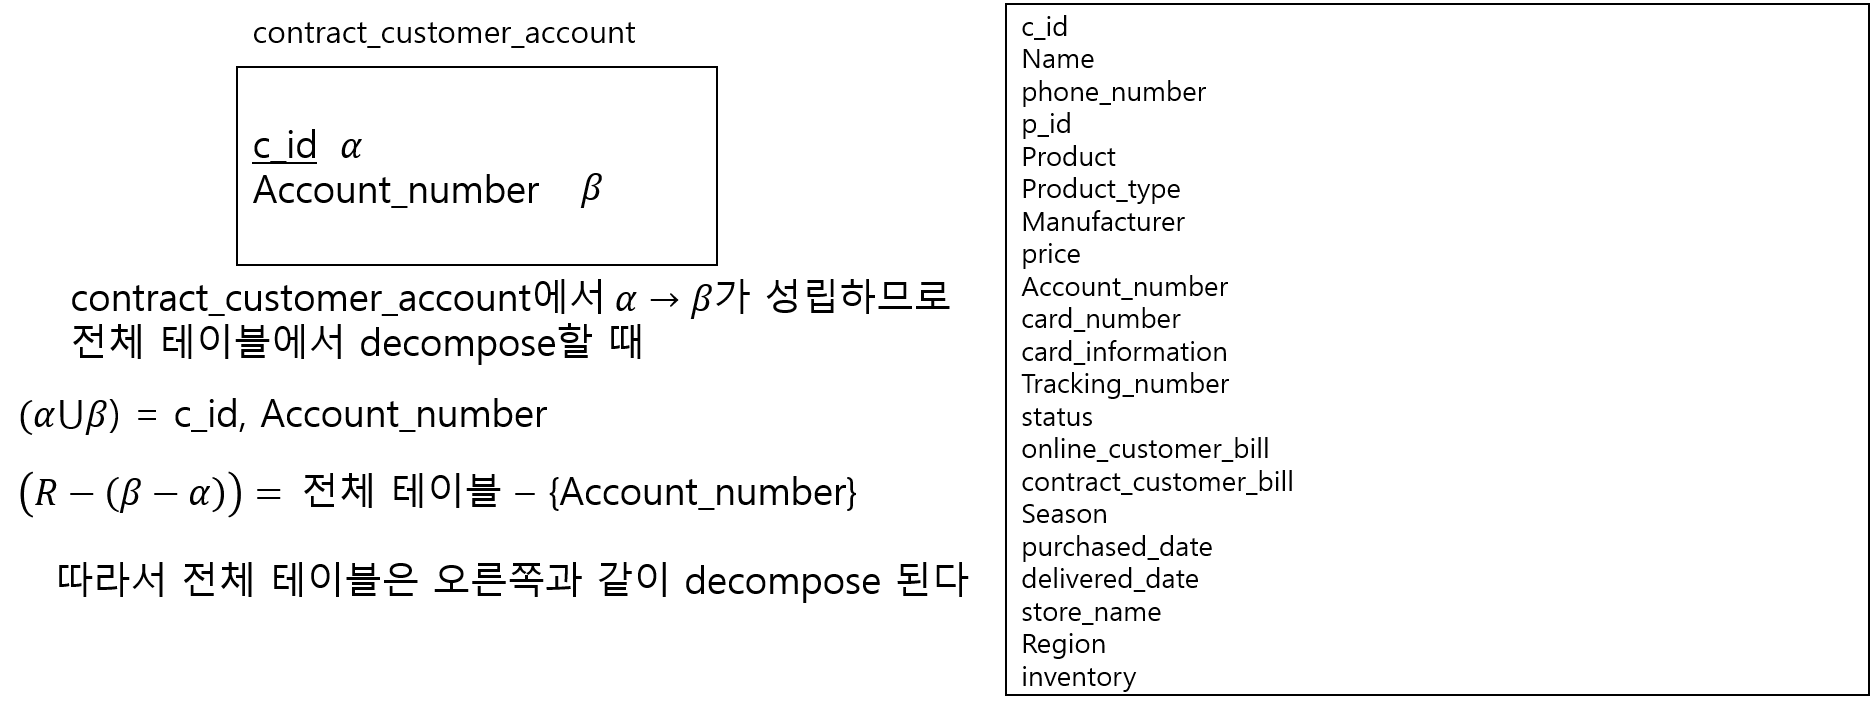 contract_customer_account
c_id α
Account_number β
contract_customer_account에서 α → β가 성립하므로
전체 테이블에서 decompose할 때
(α∪β) = c_id, Account_number
(R − (β − α)) = 전체 테이블 – {Account_number}
따라서 전체 테이블은 오른쪽과 같이 decompose 된다
c_id
Name
phone_number
p_id
Product
Product_type
Manufacturer
price
Account_number
card_number
card_information
Tracking_number
status
online_customer_bill
contract_customer_bill
Season
purchased_date
delivered_date
store_name
Region
inventory